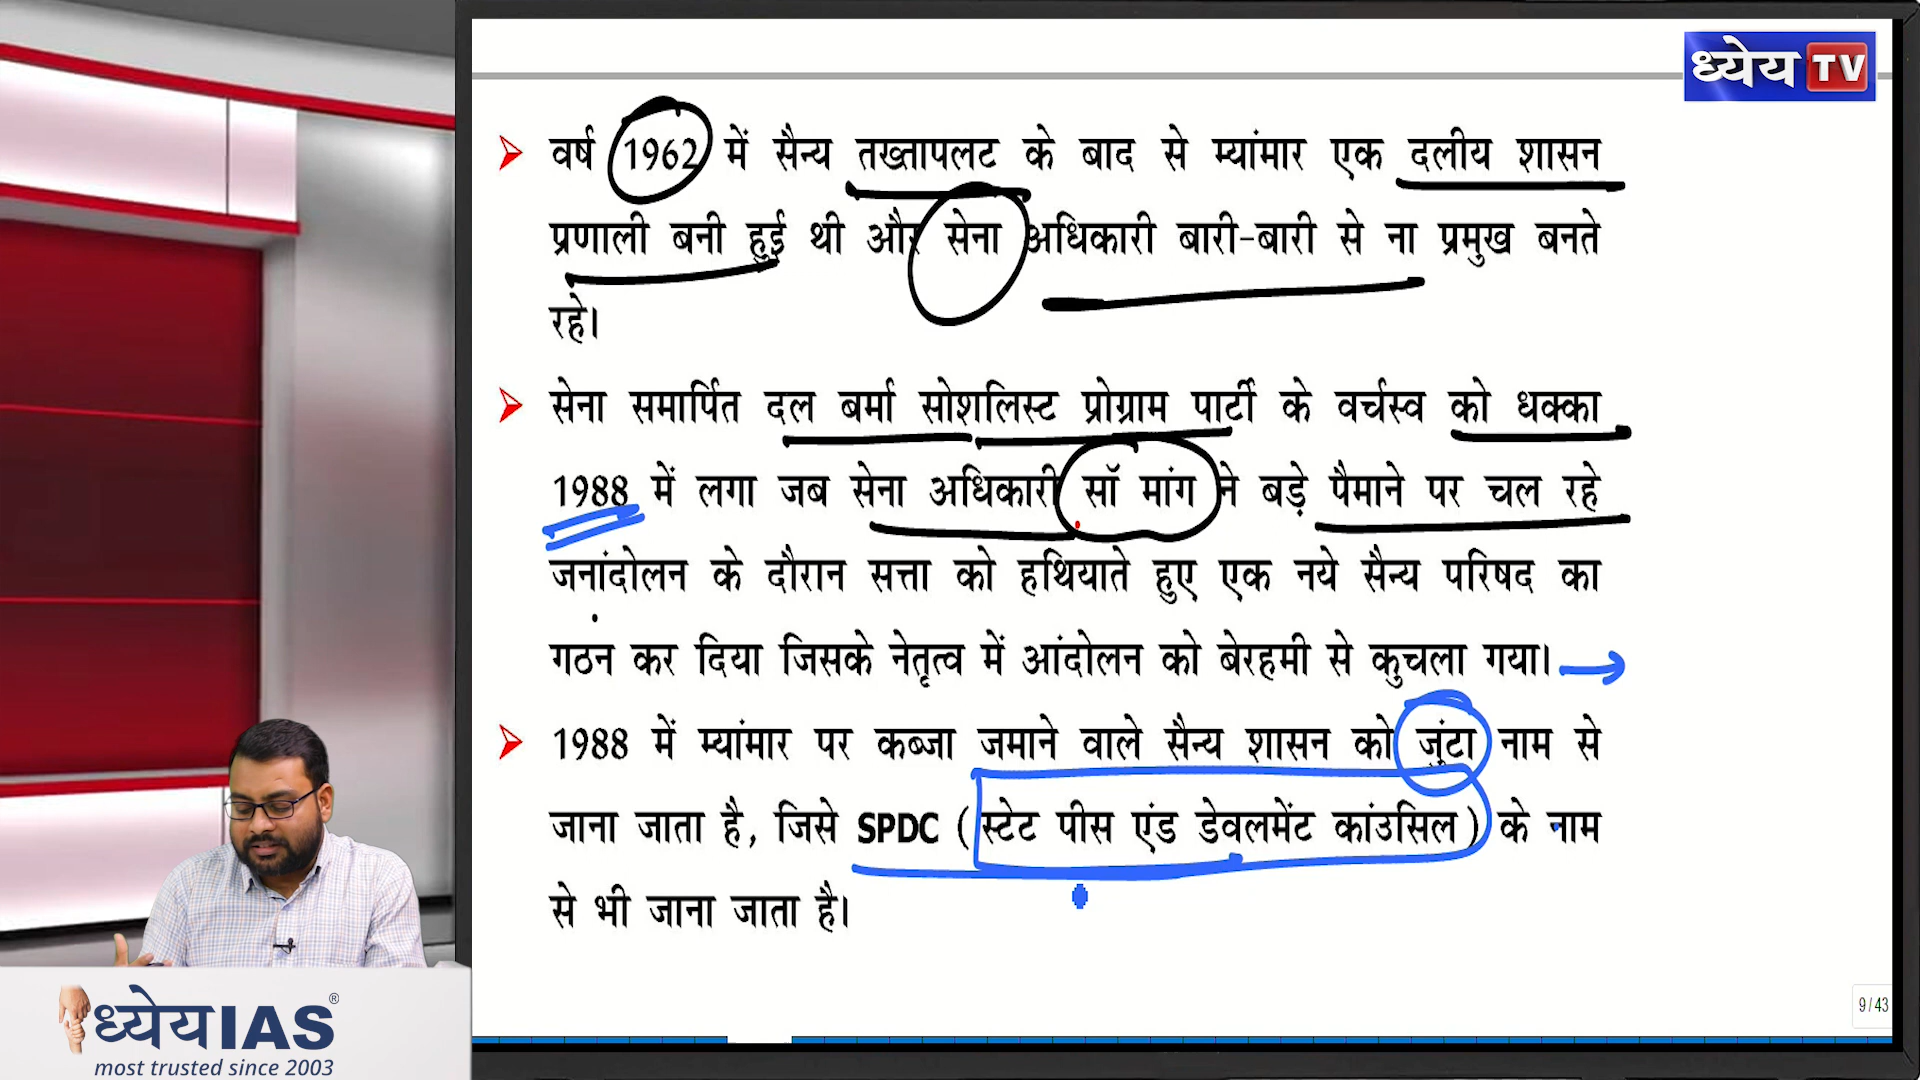 ध्येय TV
वर्ष 1962 में सैन्य तख्तापलट के बाद से म्यांमार एक दलीय शासन
प्रणाली बनी हुई थी और सेना अधिकारी बारी-बारी से ना प्रमुख बनते
रहे।
सेना समार्पित दल बर्मा सोशलिस्ट प्रोग्राम पार्टी के वर्चस्व को धक्का
1988 में लगा जब सेना अधिकारी सॉ मांग ने बड़े पैमाने पर चल रहे
जनांदोलन के दौरान सत्ता को हथियाते हुए एक नये सैन्य परिषद का
गठन कर दिया जिसके नेतृत्व में आंदोलन को बेरहमी से कुचला गया।
1988 में म्यांमार पर कब्जा जमाने वाले सैन्य शासन को जुंटा नाम से
जाना जाता है, जिसे SPDC (स्टेट पीस एंड डेवलमेंट कांउसिल) के नाम
से भी जाना जाता है।
9/43
ध्येय IAS ®
most trusted since 2003